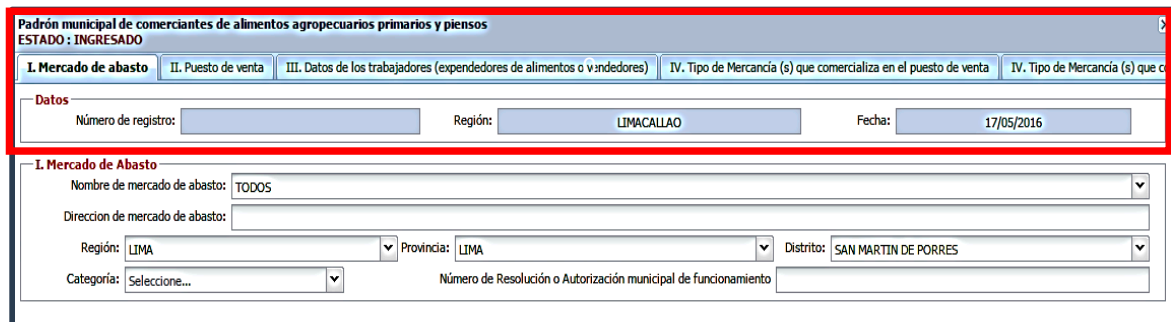 Padrón municipal de comerciantes de alimentos agropecuarios primarios y piensos
ESTADO : INGRESADO
I. Mercado de abasto II. Puesto de venta III. Datos de los trabajadores (expendedores de alimentos o vendedores) IV. Tipo de Mercancía (s) que comercializa en el puesto de venta IV. Tipo de Mercancía (s) que co
Datos
Número de registro: Región: LIMACALLAO Fecha: 17/05/2016
I. Mercado de Abasto
Nombre de mercado de abasto: TODOS
Direccion de mercado de abasto:
Región: LIMA Provincia: LIMA Distrito: SAN MARTIN DE PORRES
Categoría: Seleccione... Número de Resolución o Autorización municipal de funcionamiento